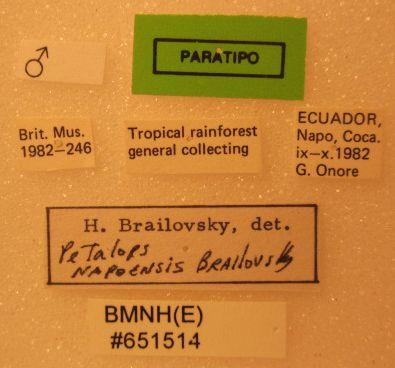 ♂
PARATIPO
Brit. Mus.
1982–246
Tropical rainforest
general collecting
ECUADOR,
Napo, Coca.
ix–x.1982
G. Onore
H. Brailovsky, det.
Petalops
NAPOENSIS BRAILOVSKY
BMNH(E)
#651514